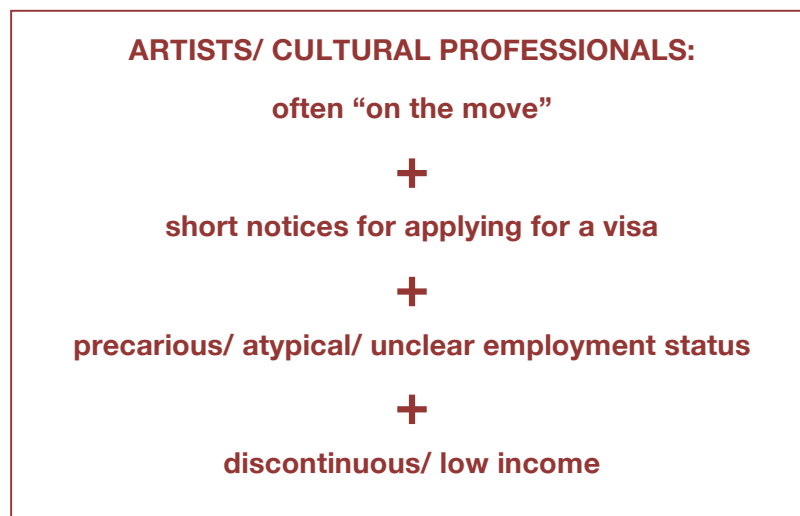 ARTISTS/ CULTURAL PROFESSIONALS:
often “on the move”
+
short notices for applying for a visa
+
precarious/ atypical/ unclear employment status
+
discontinuous/ low income